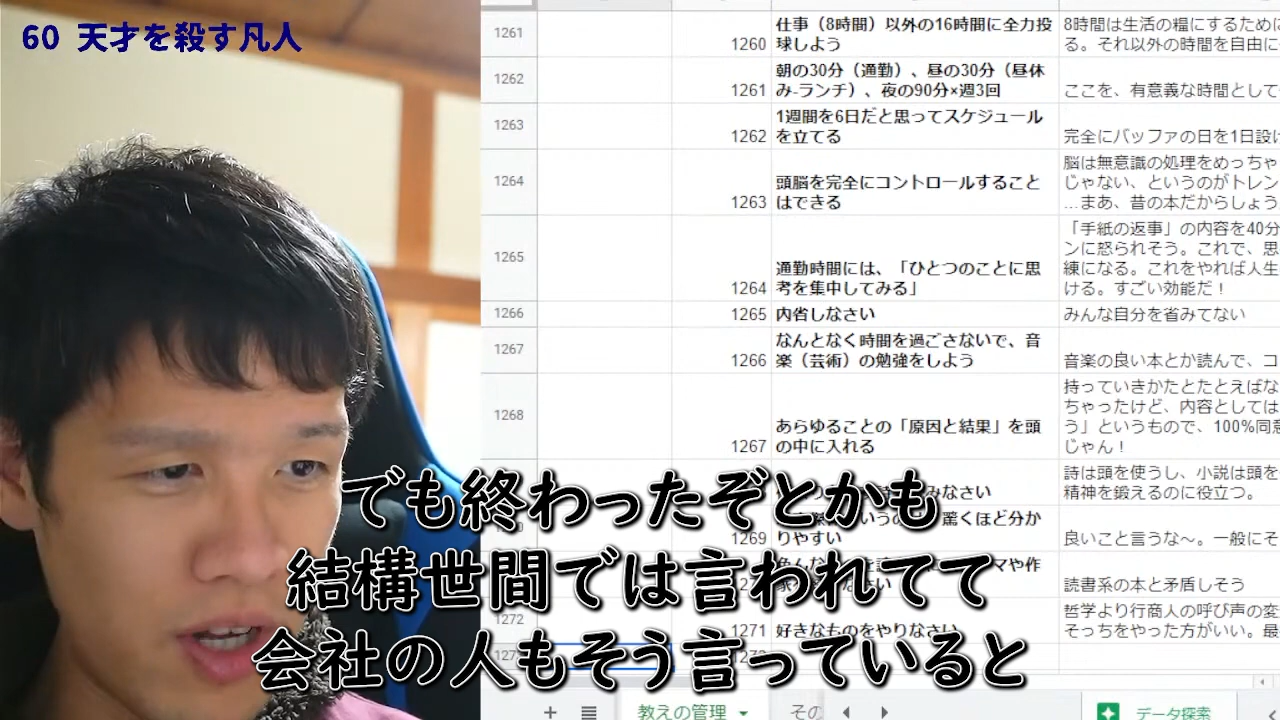 60 天才を殺す凡人
1261
1260
仕事（8時間）以外の16時間に全力投
球しよう
8時間は生活の糧にするために
る。それ以外の時間を自由に
1262
1261
朝の30分（通勤）、昼の30分（昼休
み-ランチ）、夜の90分×週3回
ここを、有意義な時間として
1263
1262
1週間を6日だと思ってスケジュール
を立てる
完全にバッファの日を1日設け
1264
1263
頭脳を完全にコントロールすること
はできる
脳は無意識の処理をめっちゃ
じゃない、というのがトレン
…まあ、昔の本だからしょう
1265
1264
通勤時間には、「ひとつのことに思
考を集中してみる」
「手紙の返事」の内容を40分
ンに怒られそう。これで、思
練になる。これをやれば人生
ける。すごい効能だ！
1266
1265
内省しなさい
みんな自分を省みてない
1267
1266
なんとなく時間を過ごさないで、音
楽（芸術）の勉強をしよう
音楽の良い本とか読んで、コ
1268
1267
あらゆることの「原因と結果」を頭
の中に入れる
持っていきかたとたとえばな
ちゃったけど、内容としては
う」というもので、100%同意
じゃん！
みなさい
詩は頭を使うし、小説は頭を
精神を鍛えるのに役立つ。
1269
驚くほど分か
りやすい
良いこと言うな～。一般にそ
マや作
読書系の本と矛盾しそう
1272
1271
好きなものをやりなさい
哲学より行商人の呼び声の変
そっちをやった方がいい。最
でも終わったぞとかも
結構世間では言われてて
会社の人もそう言っていると
教えの管理
その
データ探索